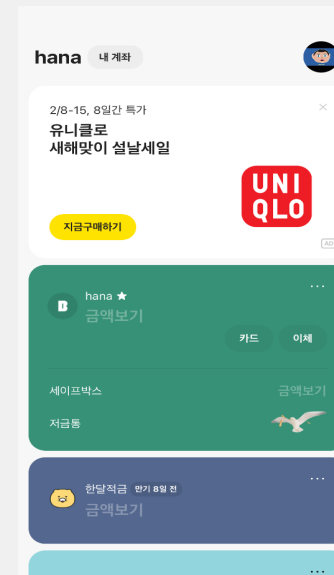 hana 내 계좌
2/8-15, 8일간 특가
유니클로
새해맞이 설날세일
UNI
QLO
지금구매하기
AD
B
hana ★
금액보기
카드 이체
세이프박스 금액보기
저금통
한달적금 만기 8일 전
금액보기